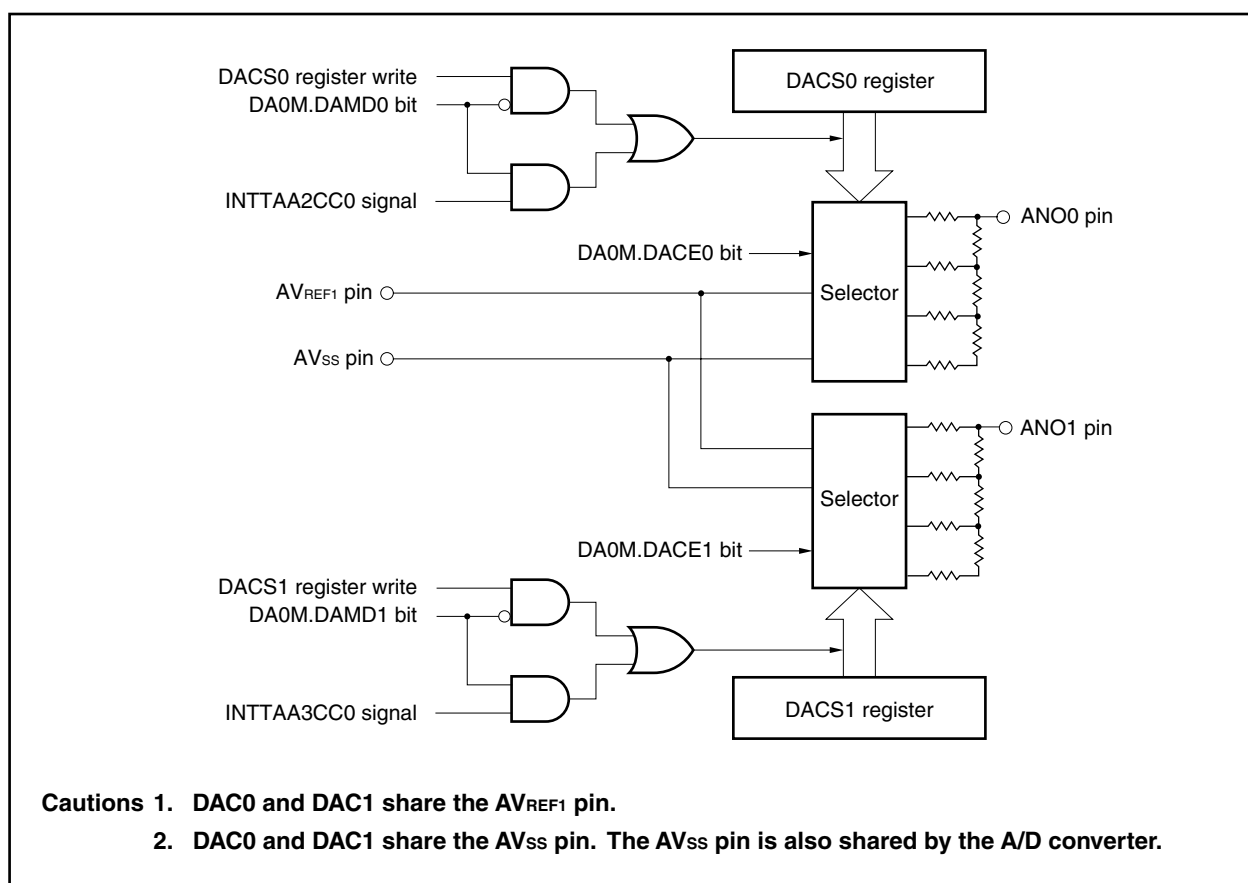 DACS0 register write
DA0M.DAMD0 bit
INTTAA2CC0 signal
DACS0 register
DA0M.DACE0 bit
Selector
ANO0 pin
AVREF1 pin
AVSS pin
ANO1 pin
Selector
DA0M.DACE1 bit
DACS1 register write
DA0M.DAMD1 bit
INTTAA3CC0 signal
DACS1 register
Cautions 1. DAC0 and DAC1 share the AVREF1 pin.
2. DAC0 and DAC1 share the AVSS pin. The AVSS pin is also shared by the A/D converter.